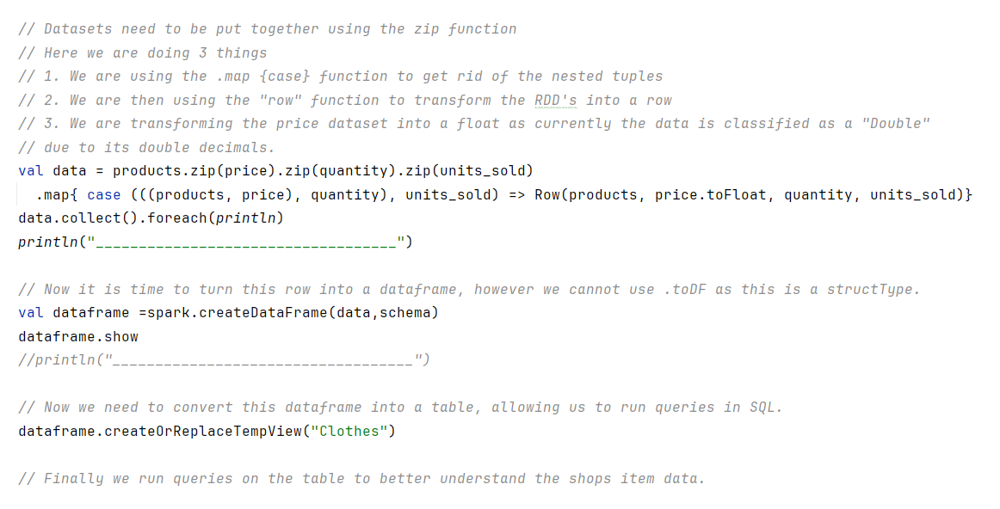 // Datasets need to be put together using the zip function
// Here we are doing 3 things
// 1. We are using the .map {case} function to get rid of the nested tuples
// 2. We are then using the "row" function to transform the RDD's into a row
// 3. We are transforming the price dataset into a float as currently the data is classified as a "Double"
// due to its double decimals.
val data = products.zip(price).zip(quantity).zip(units_sold)
  .map{ case (((products, price), quantity), units_sold) => Row(products, price.toFloat, quantity, units_sold)}
data.collect().foreach(println)
println("___________________________________")
// Now it is time to turn this row into a dataframe, however we cannot use .toDF as this is a structType.
val dataframe =spark.createDataFrame(data,schema)
dataframe.show
//println("___________________________________")
// Now we need to convert this dataframe into a table, allowing us to run queries in SQL.
dataframe.createOrReplaceTempView("Clothes")
// Finally we run queries on the table to better understand the shops item data.